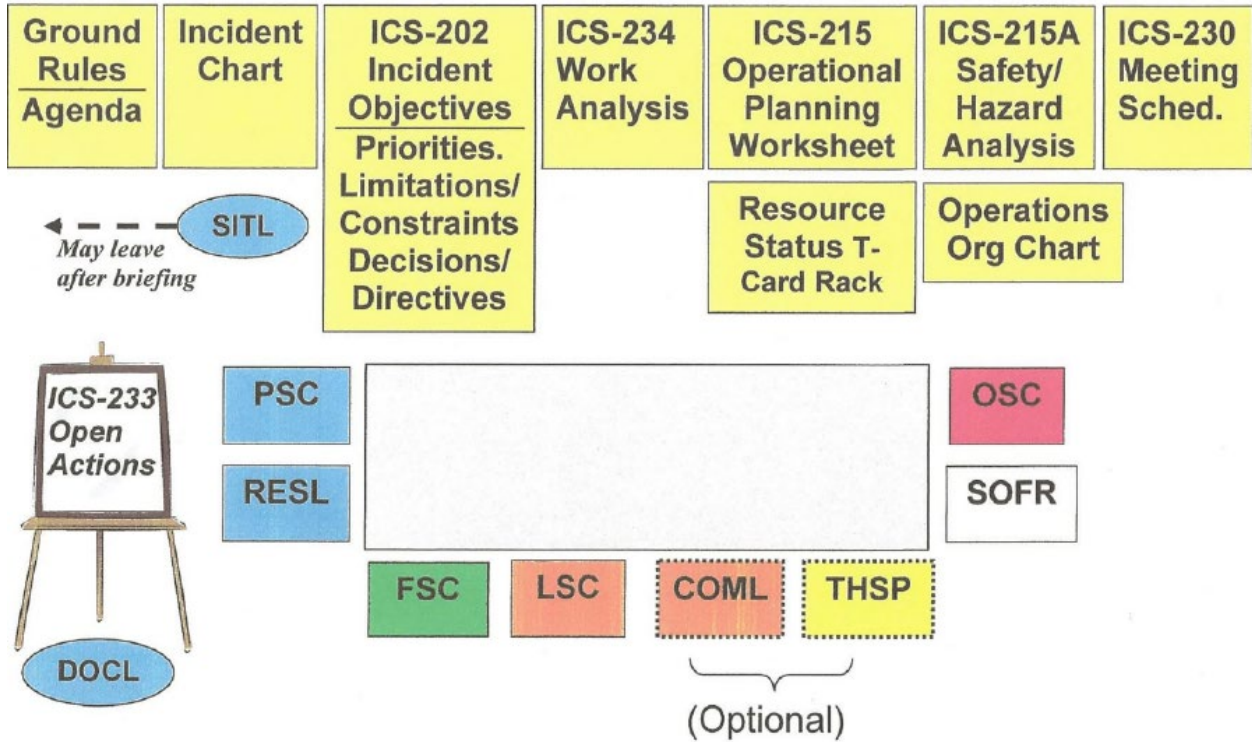 Ground
Rules
Agenda
Incident
Chart
ICS-202
Incident
Objectives
Priorities.
Limitations/
Constraints
Decisions/
Directives
ICS-234
Work
Analysis
ICS-215
Operational
Planning
Worksheet
ICS-215A
Safety/
Hazard
Analysis
ICS-230
Meeting
Sched.
SITL
May leave
after briefing
Resource
Status T-
Card Rack
Operations
Org Chart
ICS-233
Open
Actions
PSC
OSC
RESL
SOFR
FSC
LSC
COML
THSP
DOCL
(Optional)